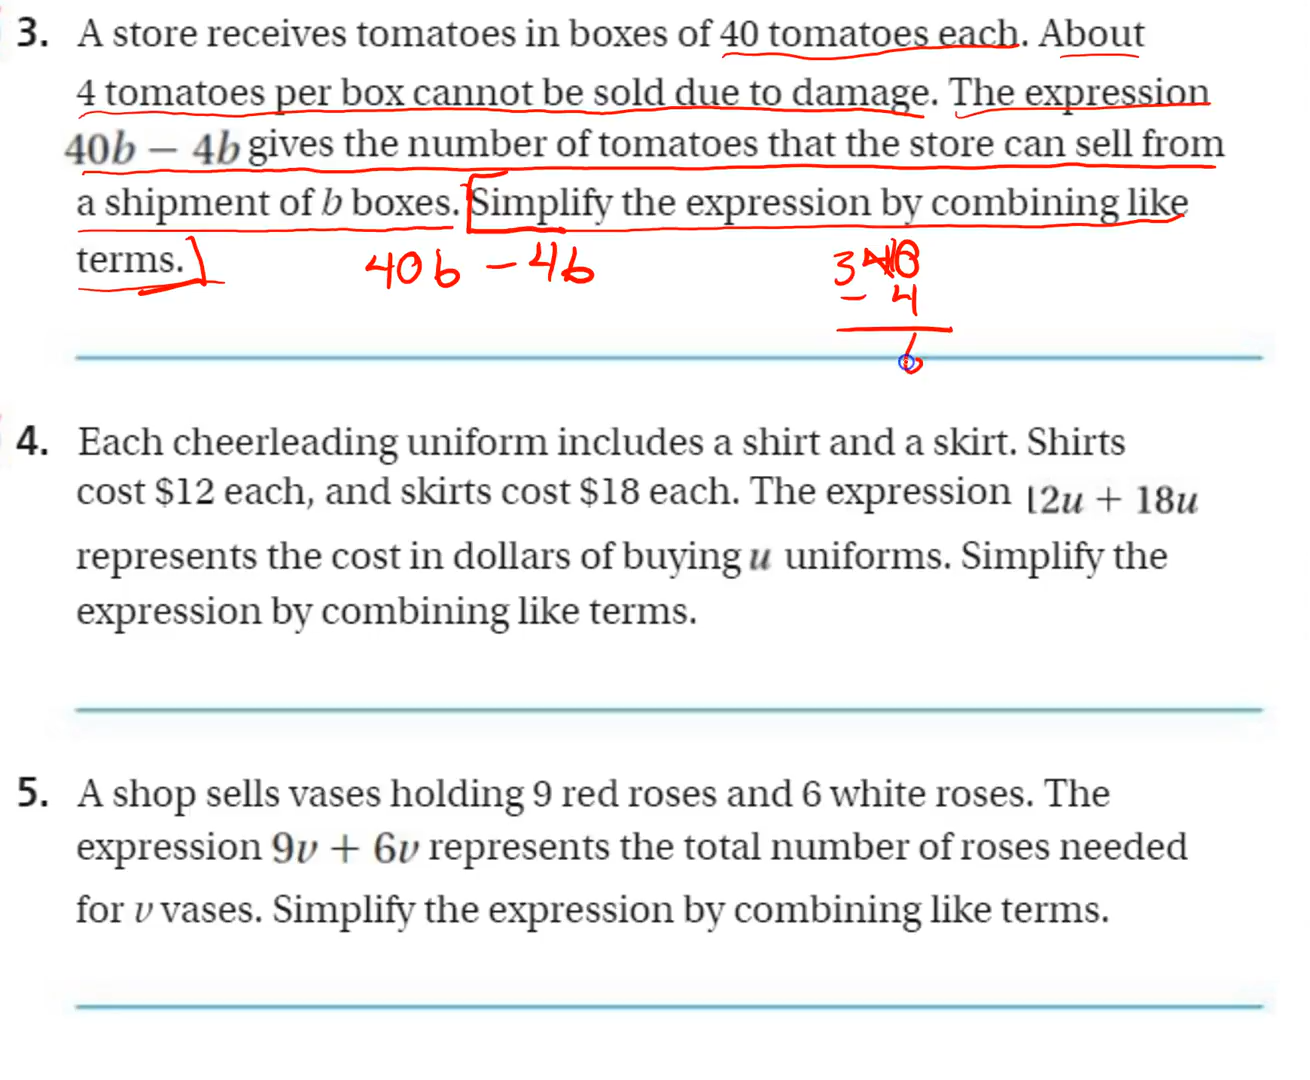 3. A store receives tomatoes in boxes of 40 tomatoes each. About
4 tomatoes per box cannot be sold due to damage. The expression
40b − 4b gives the number of tomatoes that the store can sell from
a shipment of b boxes. Simplify the expression by combining like
terms.
40b − 4b
3 40
− 4
6
4. Each cheerleading uniform includes a shirt and a skirt. Shirts
cost $12 each, and skirts cost $18 each. The expression 12u + 18u
represents the cost in dollars of buying u uniforms. Simplify the
expression by combining like terms.
5. A shop sells vases holding 9 red roses and 6 white roses. The
expression 9v + 6v represents the total number of roses needed
for v vases. Simplify the expression by combining like terms.